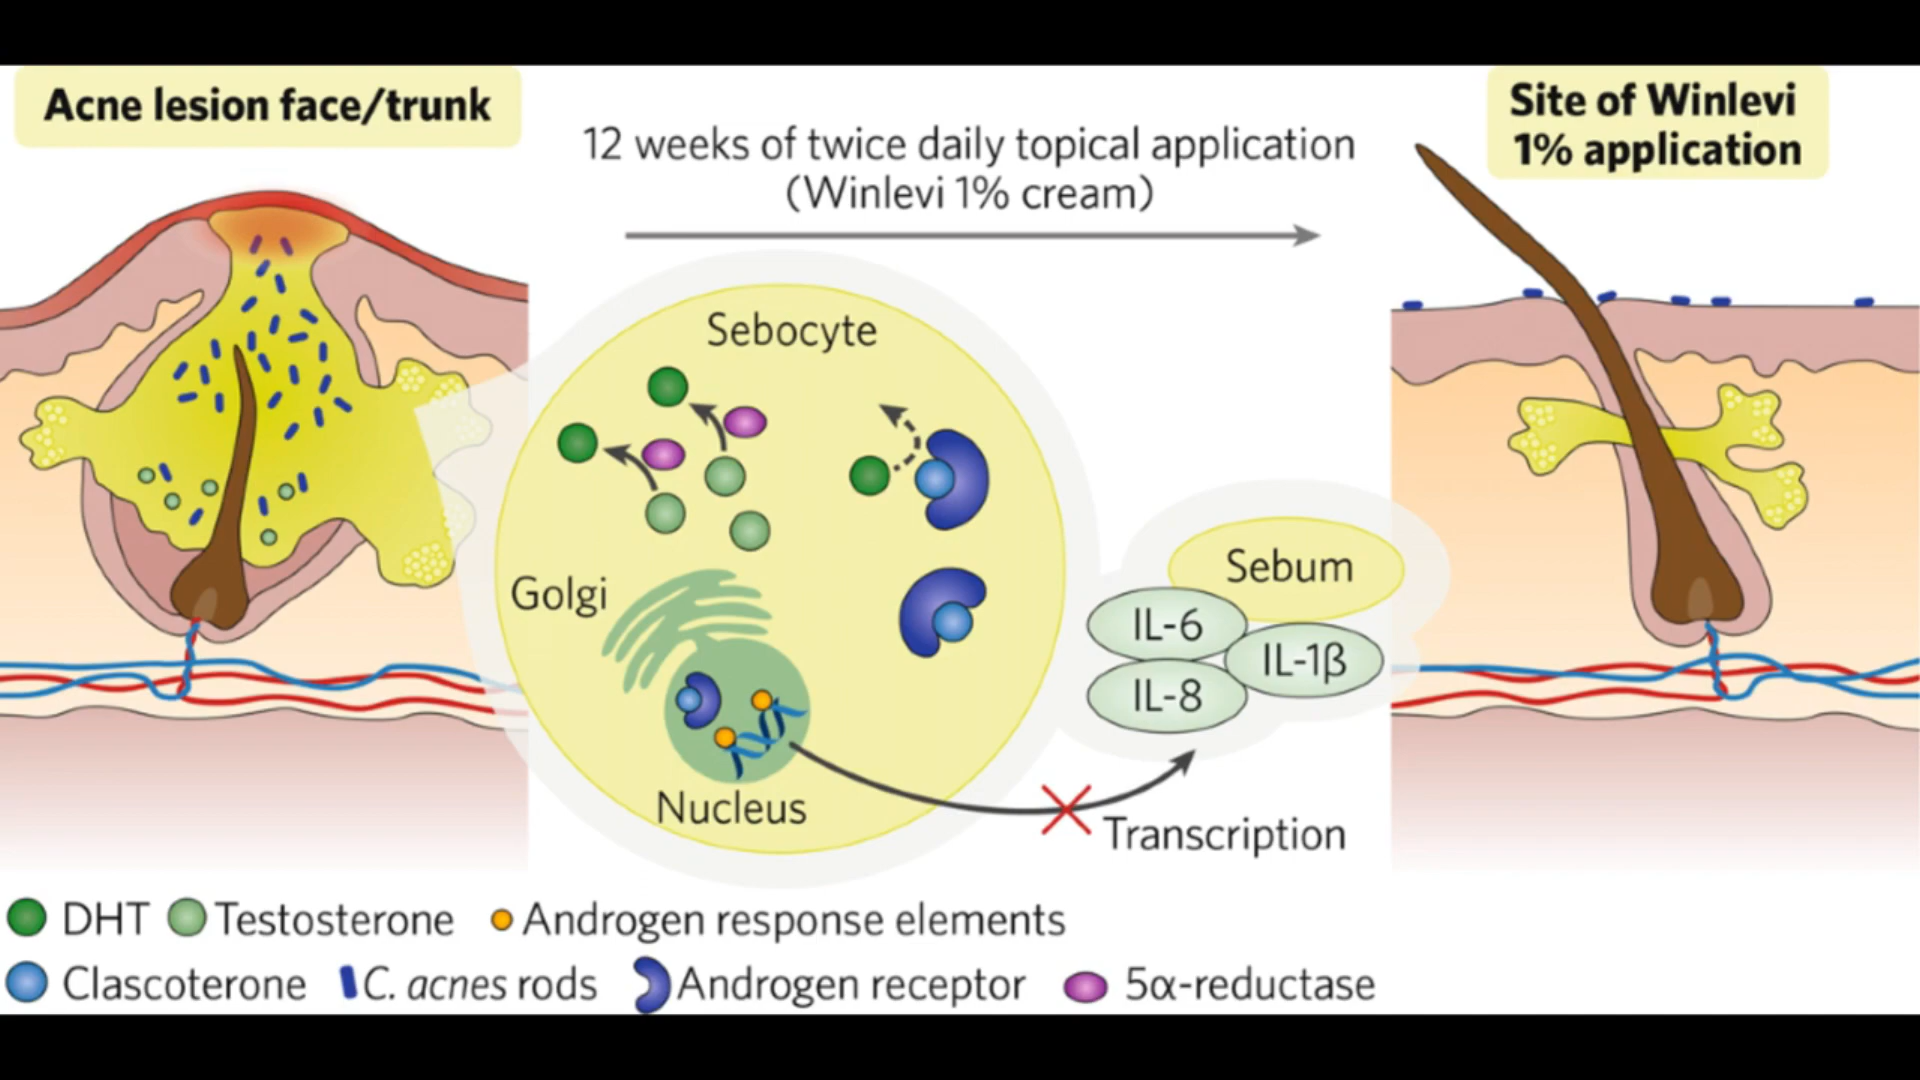 Acne lesion face/trunk
12 weeks of twice daily topical application
(Winlevi 1% cream)
Site of Winlevi
1% application
Sebocyte
Golgi
Nucleus
Sebum
IL-6
IL-1β
IL-8
Transcription
DHT Testosterone Androgen response elements
Clascoterone C. acnes rods Androgen receptor 5α-reductase